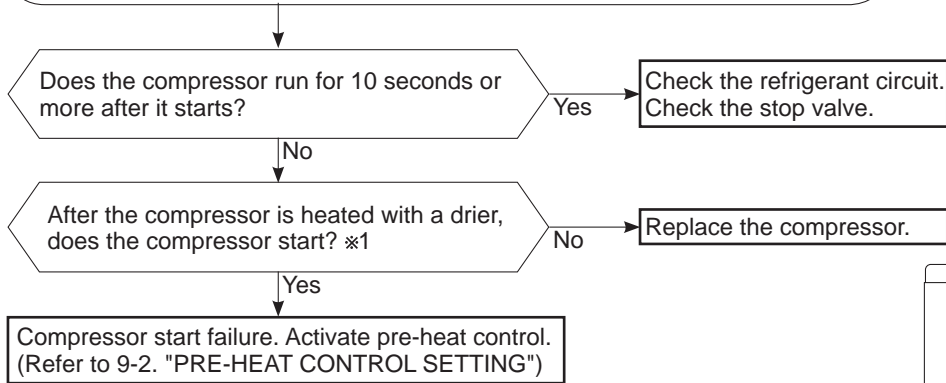 Does the compressor run for 10 seconds or
more after it starts?
Yes
Check the refrigerant circuit.
Check the stop valve.
No
After the compressor is heated with a drier,
does the compressor start? ※1
No
Replace the compressor.
Yes
Compressor start failure. Activate pre-heat control.
(Refer to 9-2. "PRE-HEAT CONTROL SETTING")